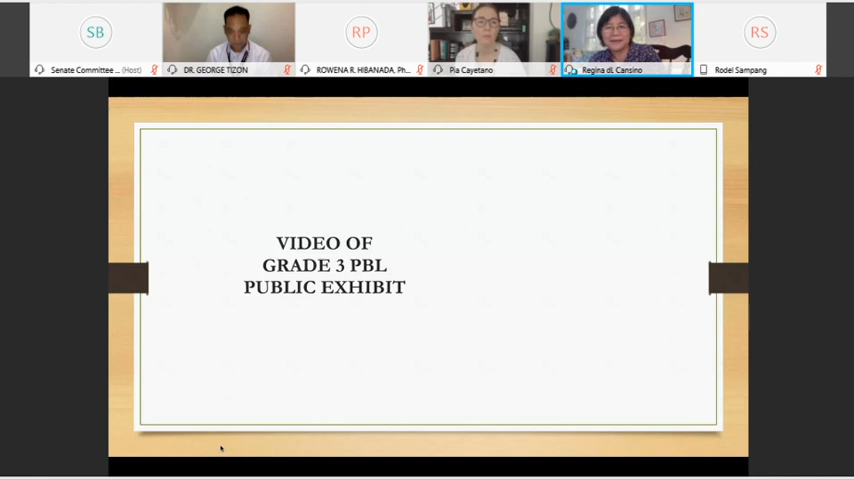 SB
RP
RS
Senate Committee ... (Host)
DR. GEORGE TIZON
ROWENA R. HIBANADA, Ph...
Pia Cayetano
Regina dL Cansino
Rodel Sampang
VIDEO OF
GRADE 3 PBL
PUBLIC EXHIBIT